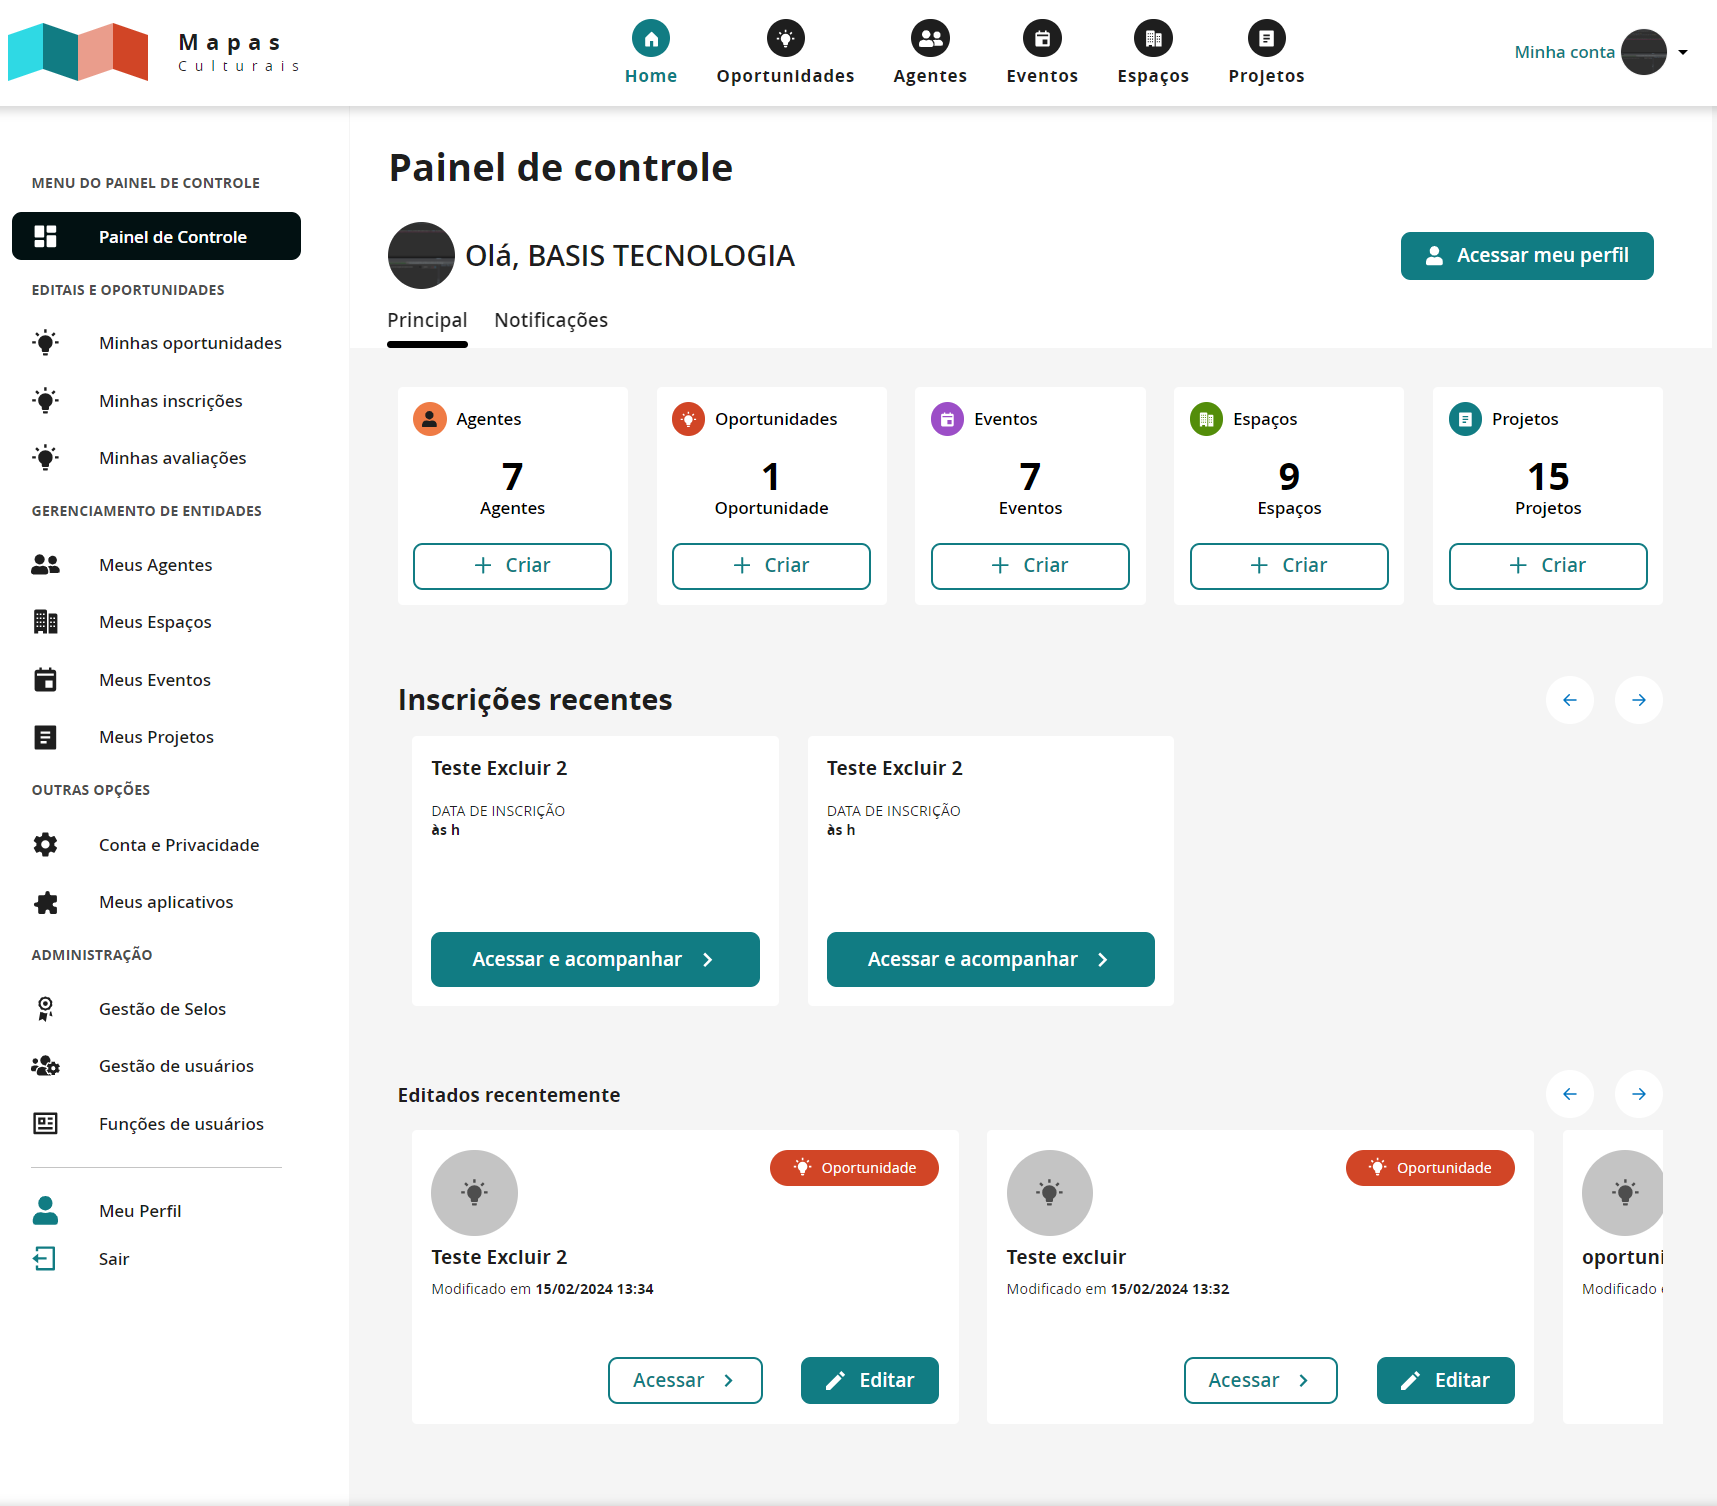 Mapas
Culturais
Home
Oportunidades
Agentes
Eventos
Espaços
Projetos
Minha conta
MENU DO PAINEL DE CONTROLE
Painel de Controle
EDITAIS E OPORTUNIDADES
Minhas oportunidades
Minhas inscrições
Minhas avaliações
GERENCIAMENTO DE ENTIDADES
Meus Agentes
Meus Espaços
Meus Eventos
Meus Projetos
OUTRAS OPÇÕES
Conta e Privacidade
Meus aplicativos
ADMINISTRAÇÃO
Gestão de Selos
Gestão de usuários
Funções de usuários
Meu Perfil
Sair
Painel de controle
Olá, BASIS TECNOLOGIA
Acessar meu perfil
Principal
Notificações
Agentes
7
Agentes
Criar
Oportunidades
1
Oportunidade
Criar
Eventos
7
Eventos
Criar
Espaços
9
Espaços
Criar
Projetos
15
Projetos
Criar
Inscrições recentes
Teste Excluir 2
DATA DE INSCRIÇÃO
às h
Acessar e acompanhar
Teste Excluir 2
DATA DE INSCRIÇÃO
às h
Acessar e acompanhar
Editados recentemente
Oportunidade
Teste Excluir 2
Modificado em 15/02/2024 13:34
Acessar
Editar
Oportunidade
Teste excluir
Modificado em 15/02/2024 13:32
Acessar
Editar
oportuni
Modificado